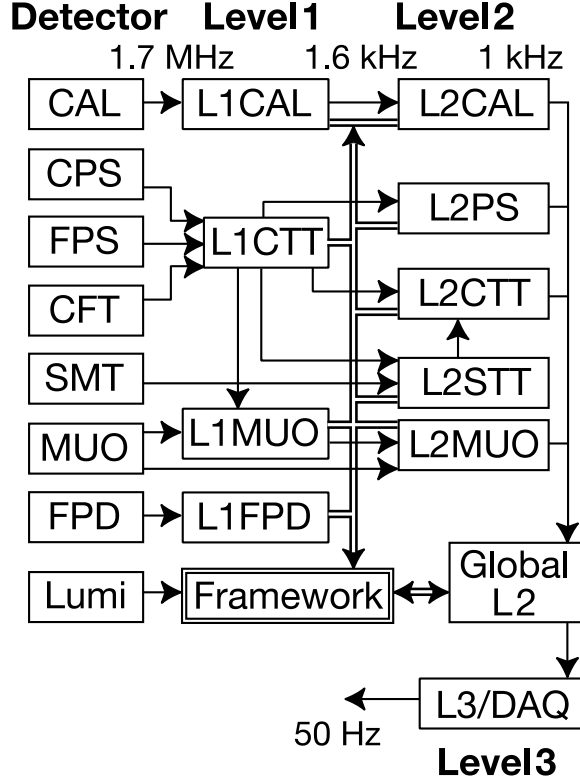 Detector Level1 Level2
1.7 MHz 1.6 kHz 1 kHz
CAL L1CAL L2CAL
CPS
L2PS
FPS L1CTT
CFT L2CTT
SMT L2STT
MUO L1MUO L2MUO
FPD L1FPD
Lumi Framework Global
L2
L3/DAQ
50 Hz
Level3